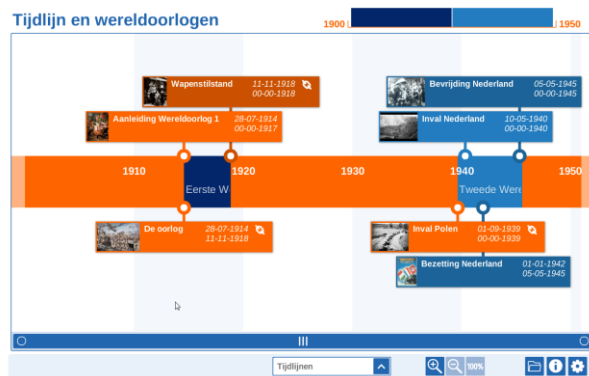 Tijdlijn en wereldoorlogen
1900
1950
Wapenstilstand 11-11-1918
00-00-1918
Bevrijding Nederland 05-05-1945
00-00-1945
Aanleiding Wereldoorlog 1 28-07-1914
00-00-1917
Inval Nederland 10-05-1940
00-00-1940
1910 1920 1930 1940 1950
Eerste W
Tweede Were
De oorlog 28-07-1914
11-11-1918
Inval Polen 01-09-1939
00-00-1939
Bezetting Nederland 01-01-1942
05-05-1945
Tijdlijnen
100%